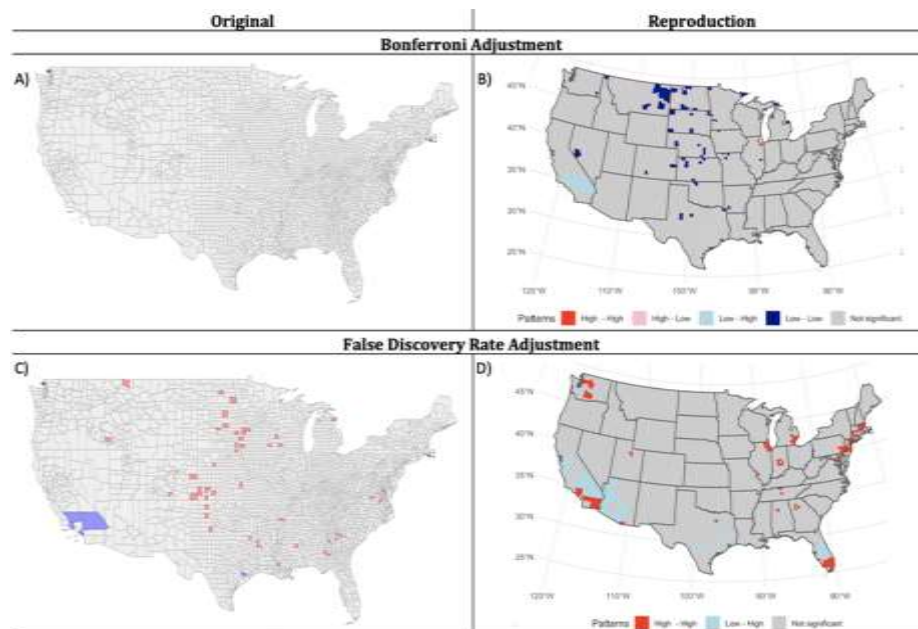 Original Reproduction
Bonferroni Adjustment
A) B)
45°N
40°N
35°N
30°N
25°N
120°W 110°W 100°W 90°W 80°W
Patterns High - High High - Low Low - High Low - Low Not significant
False Discovery Rate Adjustment
C) D)
45°N
40°N
35°N
30°N
25°N
120°W 110°W 100°W 90°W 80°W
Patterns High - High Low - High Not significant